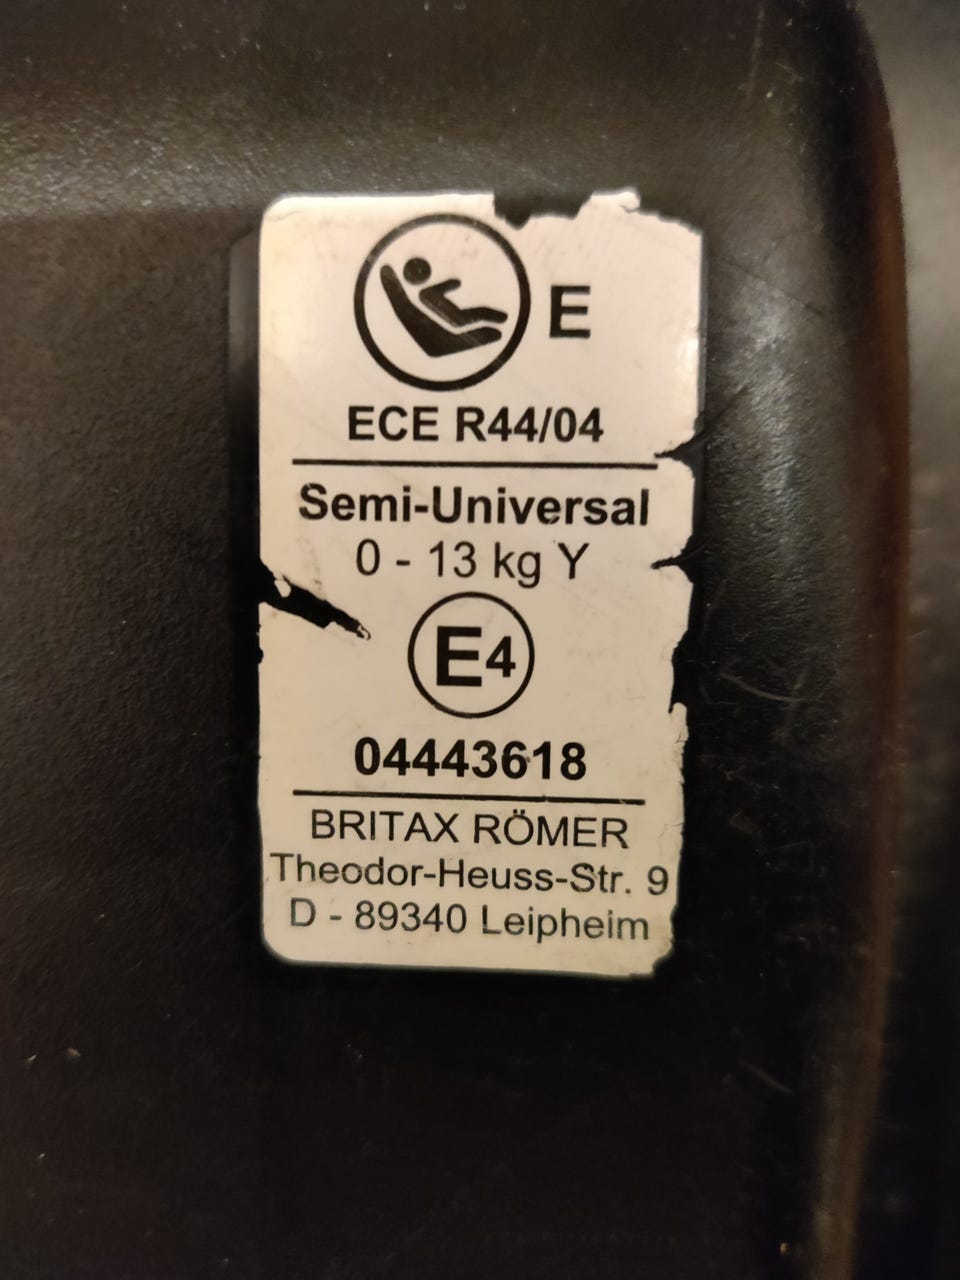 E
ECE R44/04
Semi-Universal
0 - 13 kg Y
E4
04443618
BRITAX RÖMER
Theodor-Heuss-Str. 9
D - 89340 Leipheim